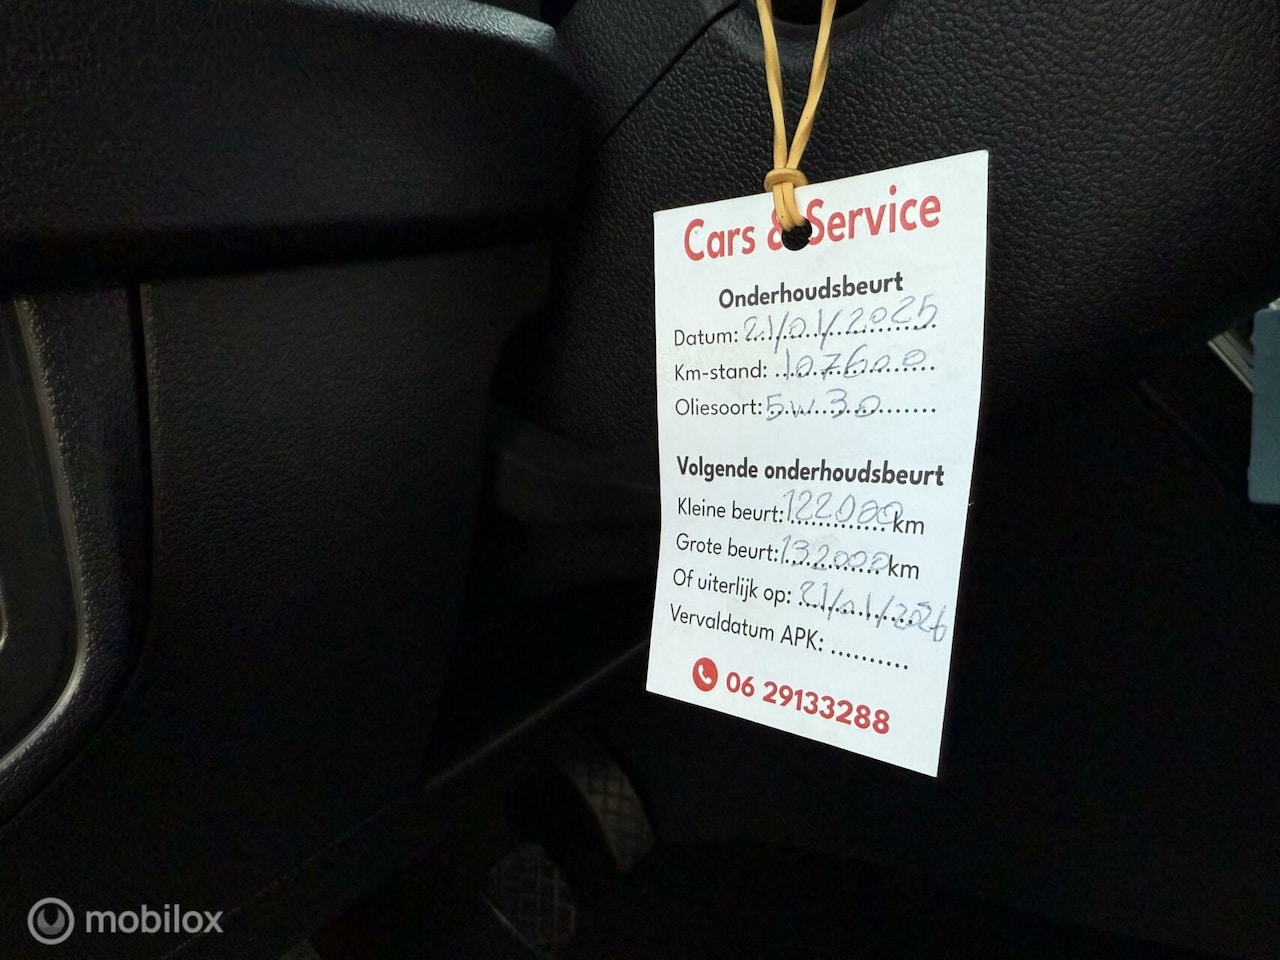 Cars & Service
Onderhoudsbeurt
Datum: 21/01/2025
Km-stand: 107600
Oliesoort: 5w30
Volgende onderhoudsbeurt
Kleine beurt: 122000 km
Grote beurt: 132000 km
Of uiterlijk op: 21/01/2026
Vervaldatum APK: ..........
06 29133288
mobilox